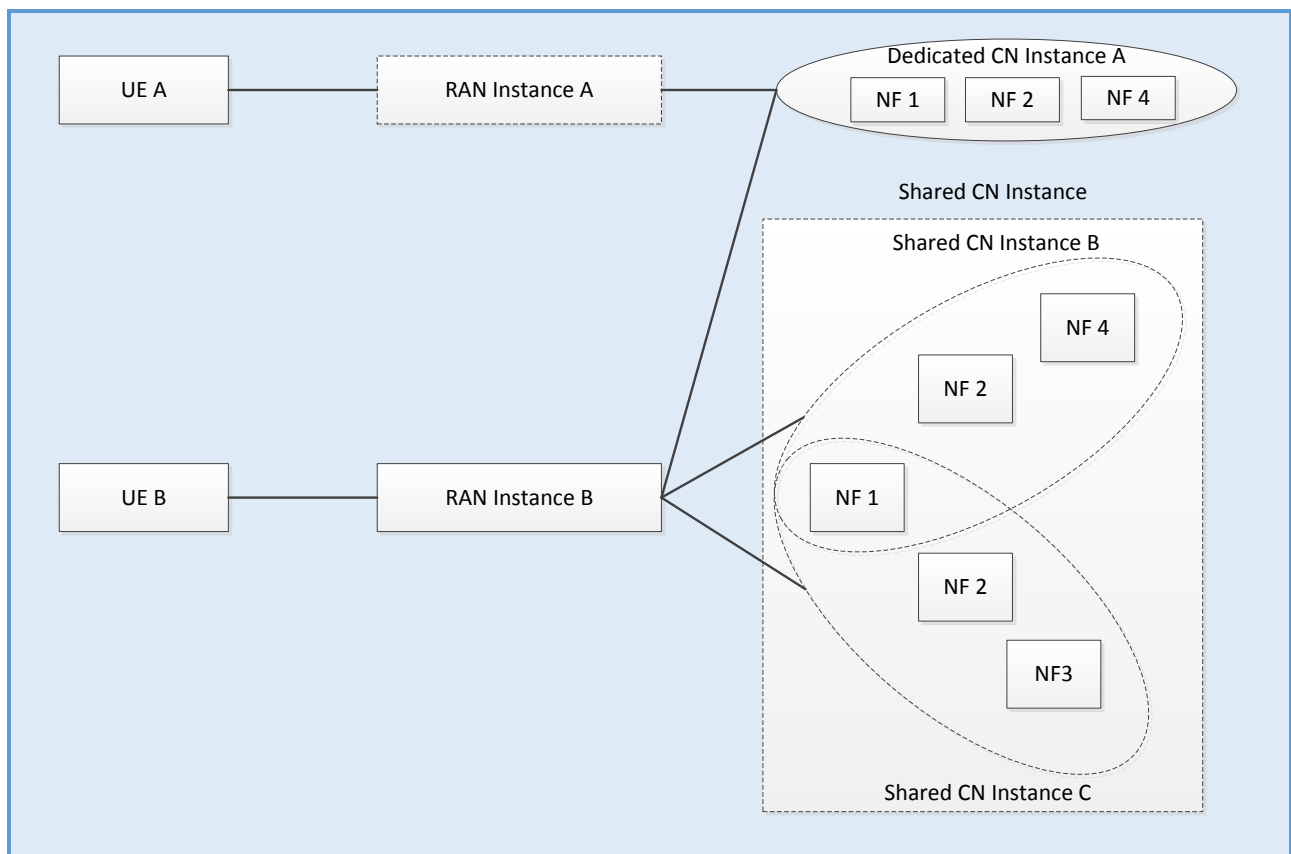 Dedicated CN Instance A
UE A
RAN Instance A
NF 1
NF 2
NF 4
Shared CN Instance
Shared CN Instance B
NF 4
NF 2
UE B
RAN Instance B
NF 1
NF 2
NF3
Shared CN Instance C